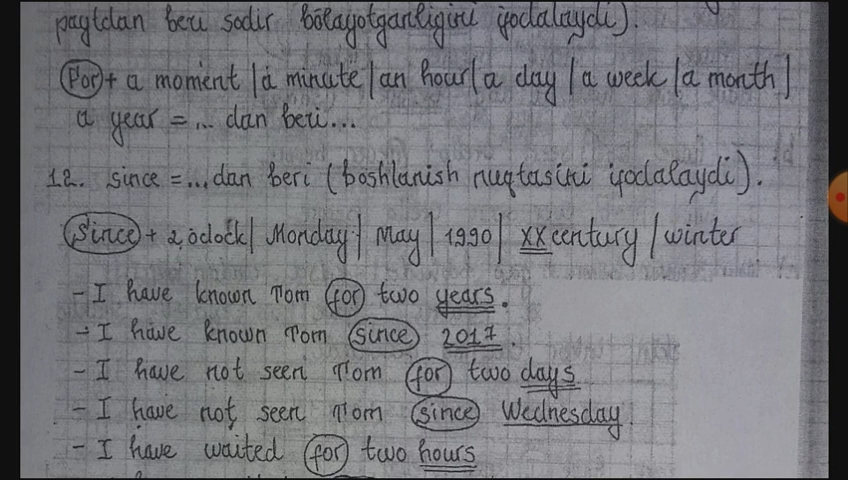 paytdan beri sodir bo'layotganligini ifodalaydi).
For + a moment | a minute | an hour | a day | a week | a month |
a year = ... dan beri...
12. since = ... dan beri (boshlanish nuqtasini ifodalaydi).
Since + 2 o'clock | Monday | May | 1990 | XX century | winter
- I have known Tom for two years.
- I have known Tom since 2017.
- I have not seen Tom for two days
- I have not seen Tom since Wednesday
- I have waited for two hours